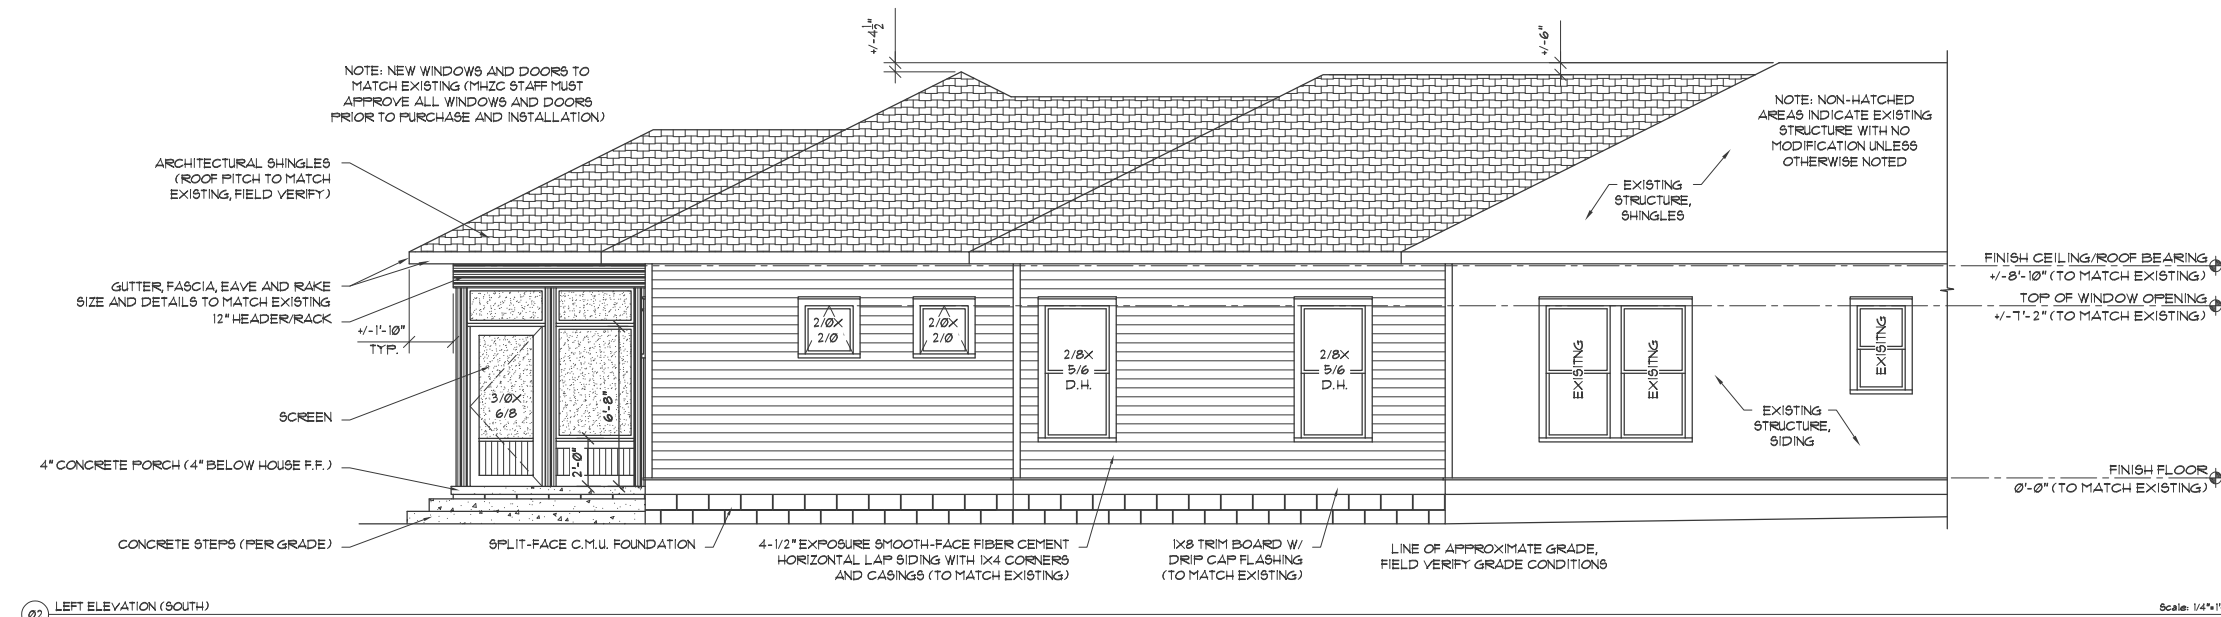 +/-4 1/2"
+/-6"
NOTE: NEW WINDOWS AND DOORS TO
MATCH EXISTING (MHZC STAFF MUST
APPROVE ALL WINDOWS AND DOORS
PRIOR TO PURCHASE AND INSTALLATION)
NOTE: NON-HATCHED
AREAS INDICATE EXISTING
STRUCTURE WITH NO
MODIFICATION UNLESS
OTHERWISE NOTED
ARCHITECTURAL SHINGLES
(ROOF PITCH TO MATCH
EXISTING, FIELD VERIFY)
EXISTING
STRUCTURE,
SHINGLES
GUTTER, FASCIA, EAVE AND RAKE
SIZE AND DETAILS TO MATCH EXISTING
12" HEADER/RACK
+/-1'-10"
TYP.
FINISH CEILING/ROOF BEARING
+/-8'-10" (TO MATCH EXISTING)
TOP OF WINDOW OPENING
+/-7'-2" (TO MATCH EXISTING)
2/0X
2/0
2/0X
2/0
2/8X
5/6
D.H.
2/8X
5/6
D.H.
EXISITNG
EXISITNG
EXISITNG
SCREEN
3/0X
6/8
6'-8"
2'-0"
EXISTING
STRUCTURE,
SIDING
4" CONCRETE PORCH (4" BELOW HOUSE F.F.)
FINISH FLOOR
0'-0" (TO MATCH EXISTING)
CONCRETE STEPS (PER GRADE)
SPLIT-FACE C.M.U. FOUNDATION
4-1/2" EXPOSURE SMOOTH-FACE FIBER CEMENT
HORIZONTAL LAP SIDING WITH 1X4 CORNERS
AND CASINGS (TO MATCH EXISTING)
1X8 TRIM BOARD W/
DRIP CAP FLASHING
(TO MATCH EXISTING)
LINE OF APPROXIMATE GRADE,
FIELD VERIFY GRADE CONDITIONS
02
LEFT ELEVATION (SOUTH)
Scale: 1/4"=1'